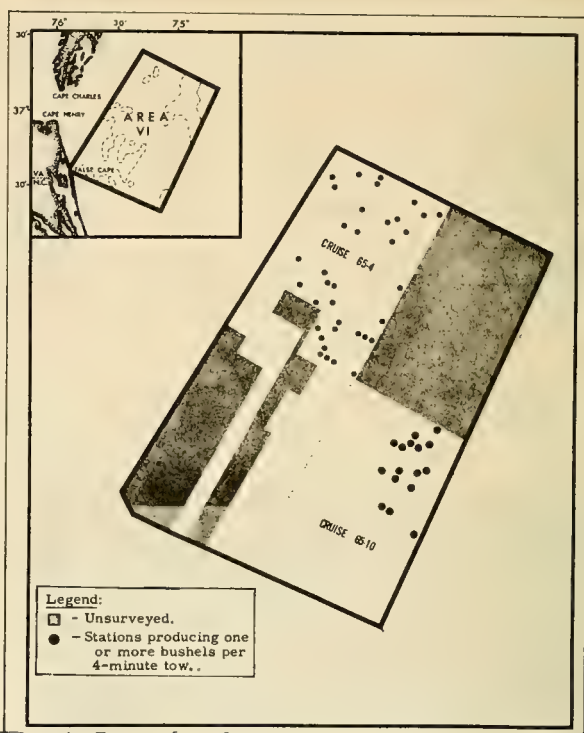 76° 30' 75°
30'
CAPE CHARLES
37°
CAPE HENRY
AREA
VI
30'
VA.
N.C.
FALSE CAPE
CRUISE 65-4
CRUISE 65-10
Legend:
- Unsurveyed.
- Stations producing one
or more bushels per
4-minute tow..